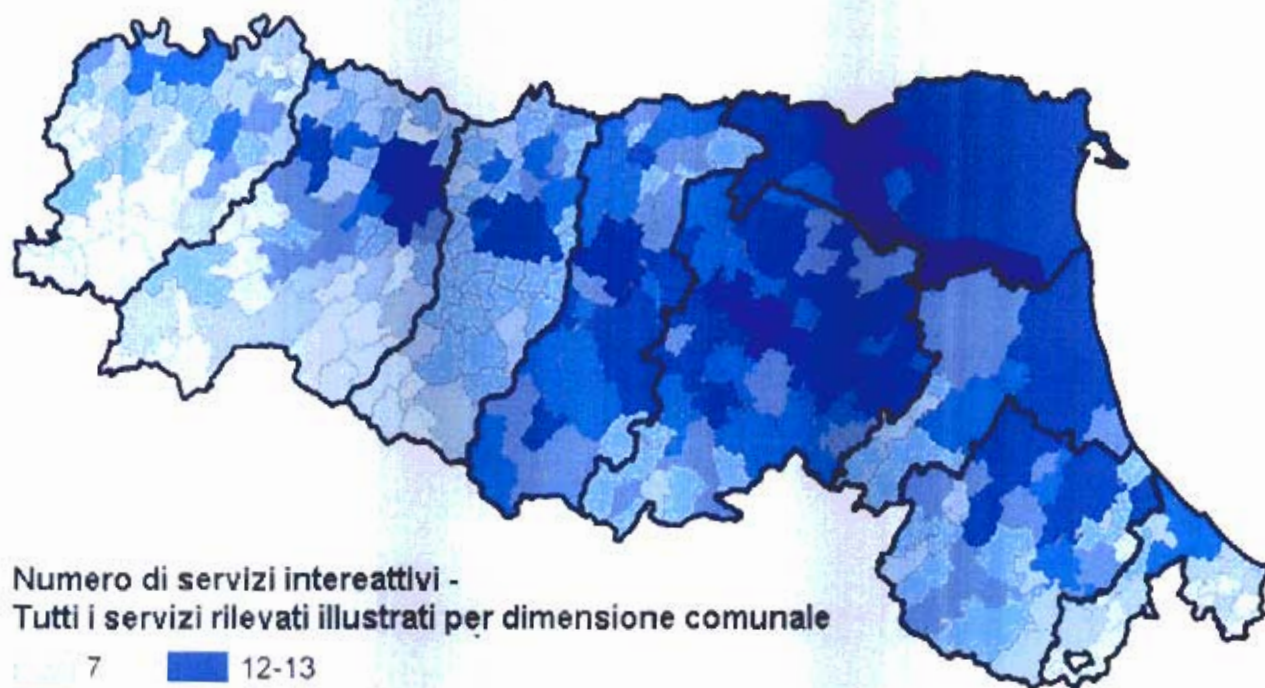 Numero di servizi intereattivi -
Tutti i servizi rilevati illustrati per dimensione comunale
7 12-13